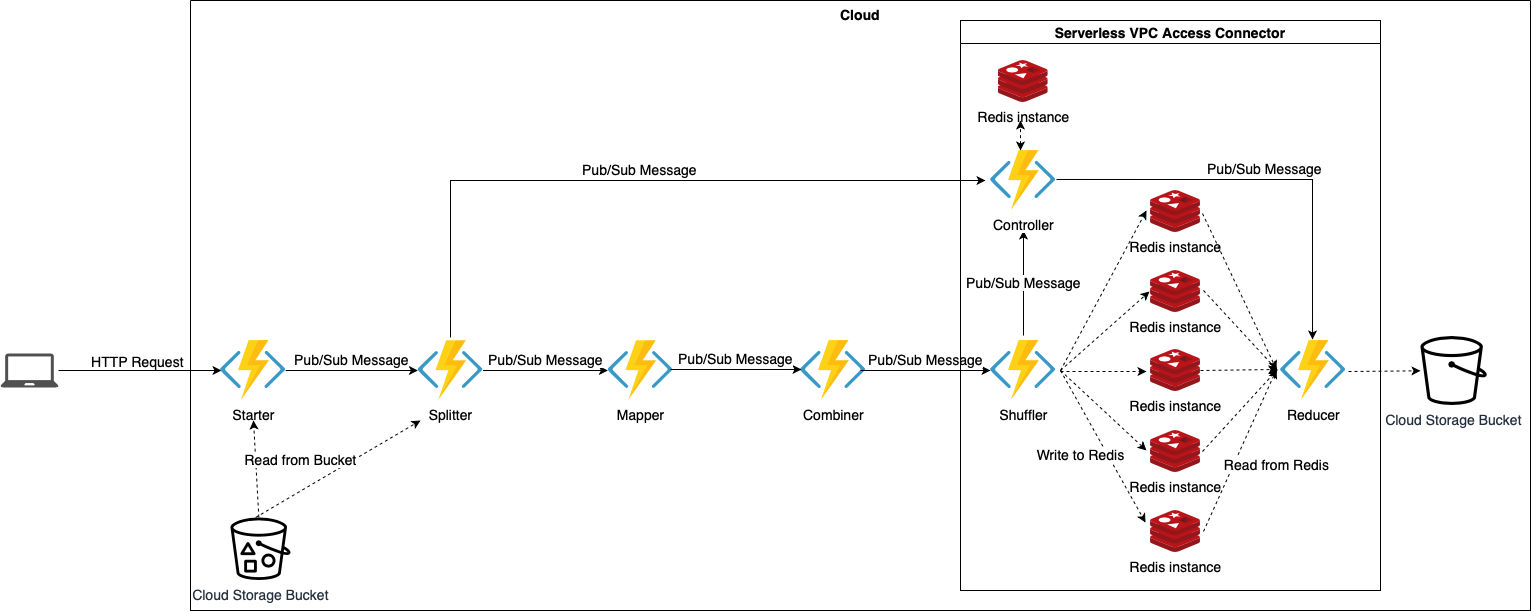 Cloud
Serverless VPC Access Connector
Redis instance
Pub/Sub Message
Pub/Sub Message
Controller
Redis instance
Pub/Sub Message
Redis instance
HTTP Request
Pub/Sub Message
Pub/Sub Message
Pub/Sub Message
Pub/Sub Message
Starter
Splitter
Mapper
Combiner
Shuffler
Redis instance
Reducer
Cloud Storage Bucket
Read from Bucket
Write to Redis
Read from Redis
Redis instance
Redis instance
Cloud Storage Bucket